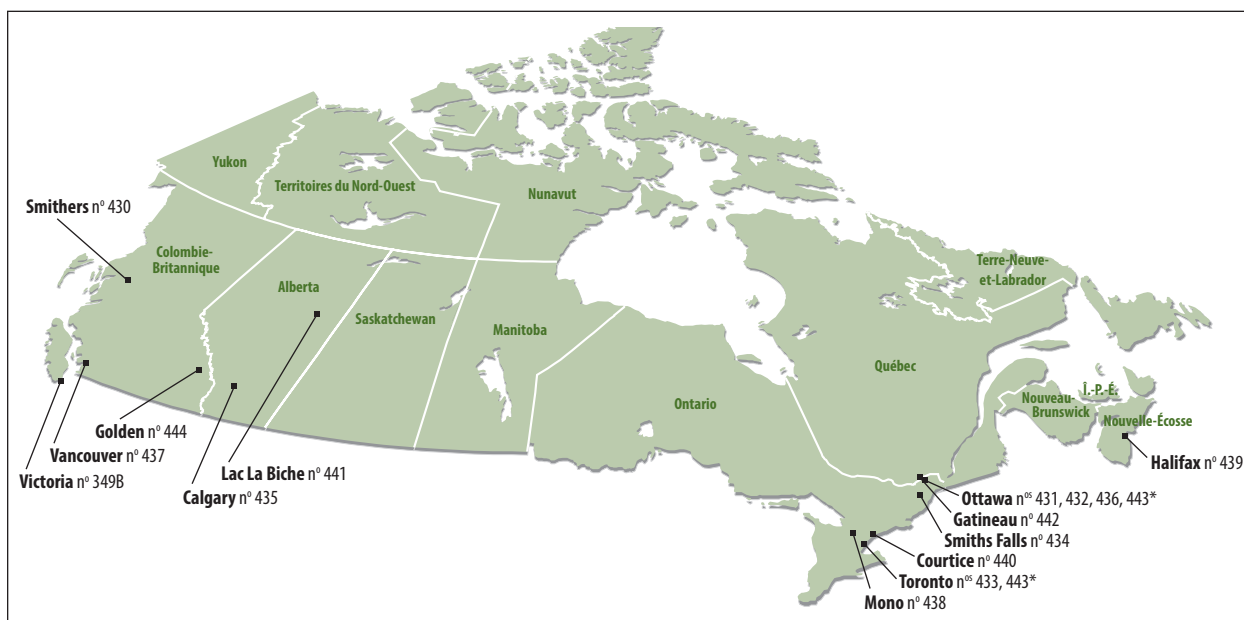 Yukon
Territoires du Nord-Ouest
Nunavut
Smithers nº 430
Colombie-
Britannique
Alberta
Saskatchewan
Manitoba
Ontario
Québec
Terre-Neuve-
et-Labrador
Î.-P.-É.
Nouveau-
Brunswick
Nouvelle-Écosse
Golden nº 444
Vancouver nº 437
Victoria nº 349B
Lac La Biche nº 441
Calgary nº 435
Halifax nº 439
Ottawa nºˢ 431, 432, 436, 443*
Gatineau nº 442
Smiths Falls nº 434
Courtice nº 440
Toronto nºˢ 433, 443*
Mono nº 438